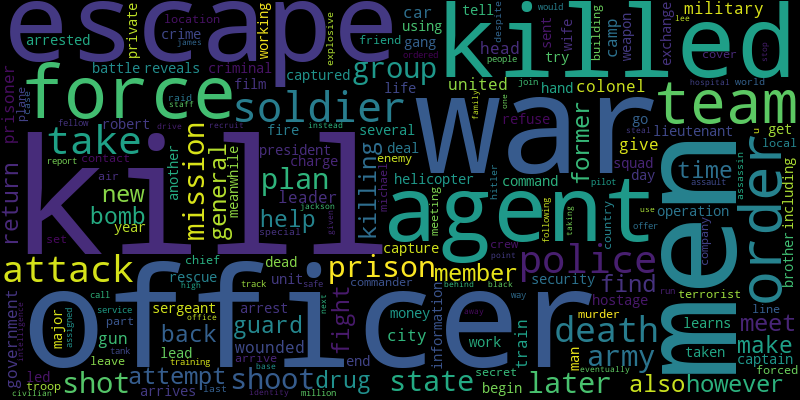 escape
killed
war
kill
officer
men
agent
force
soldier
group
team
order
take
mission
general
plan
help
new
bomb
attack
prison
member
police
death
army
find
guard
back
fight
shot
attempt
shoot
drug
state
later
also
however
make
meet
time
former
killing
return
private
location
crime
working
explosive
arrested
james
battle
reveals
criminal
film
captured
friend
car
using
gang
head
tell
sent
try
wife
camp
weapon
building
exchange
military
would
despite
people
lee
cover
stop
ordered
united
hand
colonel
hospital
world
prisoner
plane
close
fellow
raid
staff
drive
recruit
instead
robert
fire
several
life
deal
family
one
join
go
steal
lieutenant
get
u
local
refuse
give
report
contact
another
meanwhile
president
charge
leader
michael
enemy
squad
day
air
year
jackson
given
special
set
helicopter
command
hitler
pilot
assault
assassin
including
brother
meeting
following
taking
country
offer
use
operation
company
capture
crew
point
chief
rescue
dead
unit
safe
commander
security
hostage
run
terrorist
line
high
track
government
intelligence
call
service
part
major
assigned
sergeant
office
arrest
next
money
city
information
behind
black
way
work
train
murder
man
learns
taken
captain
forced
gun
leave
tank
lead
training
wounded
arrive
base
end
away
secret
begin
eventually
led
troop
civilian
arrives
last
identity
million